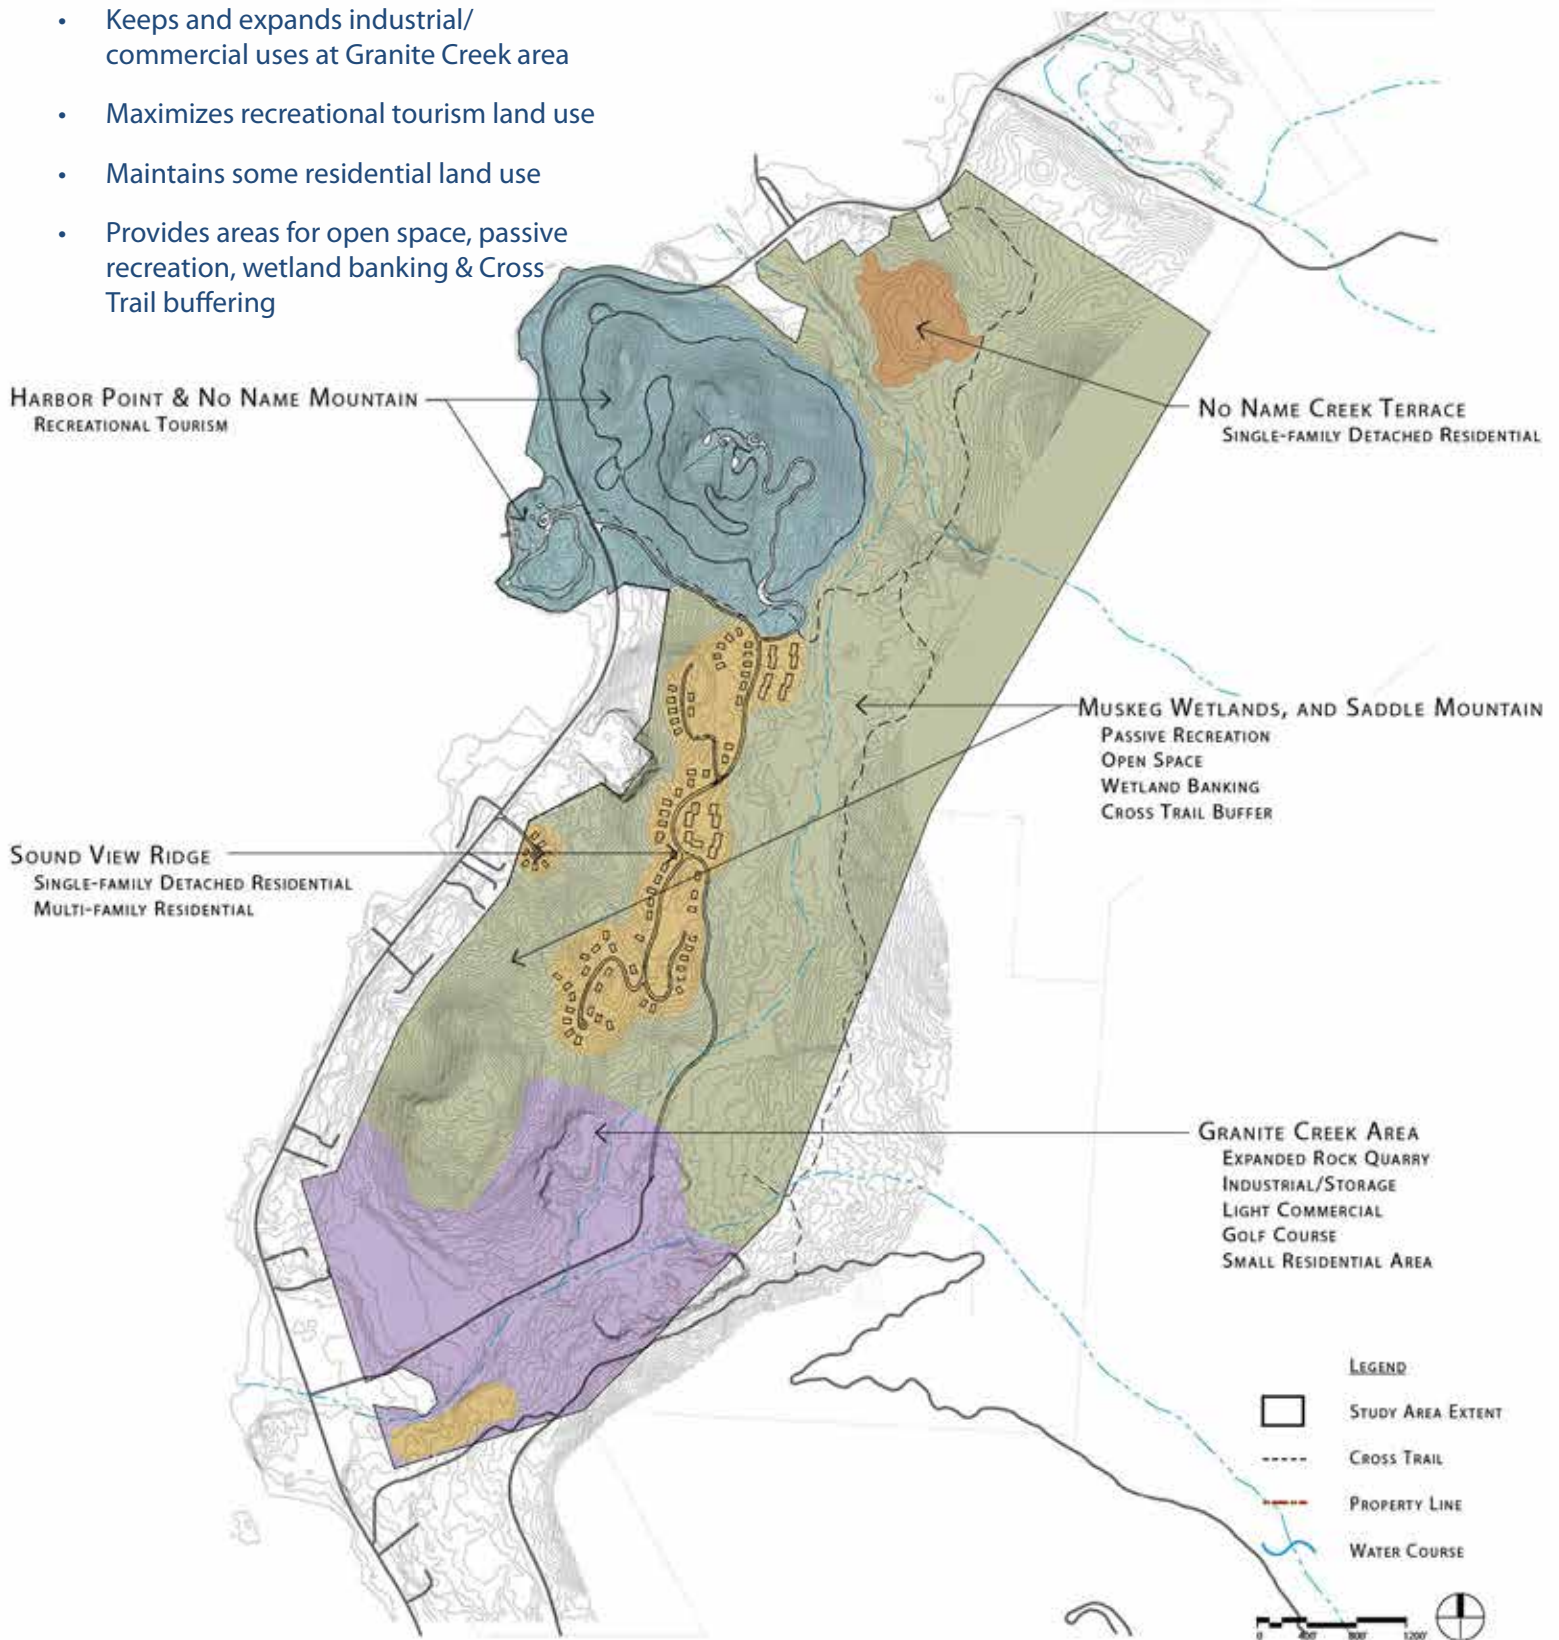 • Keeps and expands industrial/
commercial uses at Granite Creek area
• Maximizes recreational tourism land use
• Maintains some residential land use
• Provides areas for open space, passive
recreation, wetland banking & Cross
Trail buffering
Harbor Point & No Name Mountain
Recreational Tourism
No Name Creek Terrace
Single-family Detached Residential
Muskeg Wetlands, and Saddle Mountain
Passive Recreation
Open Space
Wetland Banking
Cross Trail Buffer
Sound View Ridge
Single-family Detached Residential
Multi-family Residential
Granite Creek Area
Expanded Rock Quarry
Industrial/Storage
Light Commercial
Golf Course
Small Residential Area
Legend
Study Area Extent
Cross Trail
Property Line
Water Course
0 400' 800' 1200'